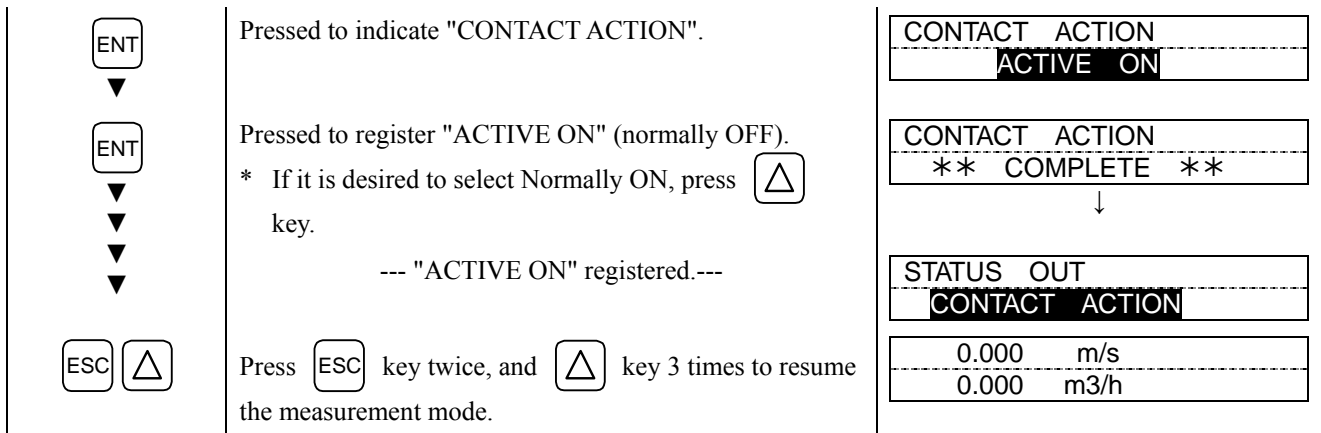 ENT
▼
Pressed to indicate "CONTACT ACTION".
CONTACT ACTION
ACTIVE ON
ENT
▼
▼
▼
▼
Pressed to register "ACTIVE ON" (normally OFF).
* If it is desired to select Normally ON, press △
key.
--- "ACTIVE ON" registered.---
CONTACT ACTION
** COMPLETE **
↓
STATUS OUT
CONTACT ACTION
ESC △
Press ESC key twice, and △ key 3 times to resume
the measurement mode.
0.000 m/s
0.000 m3/h